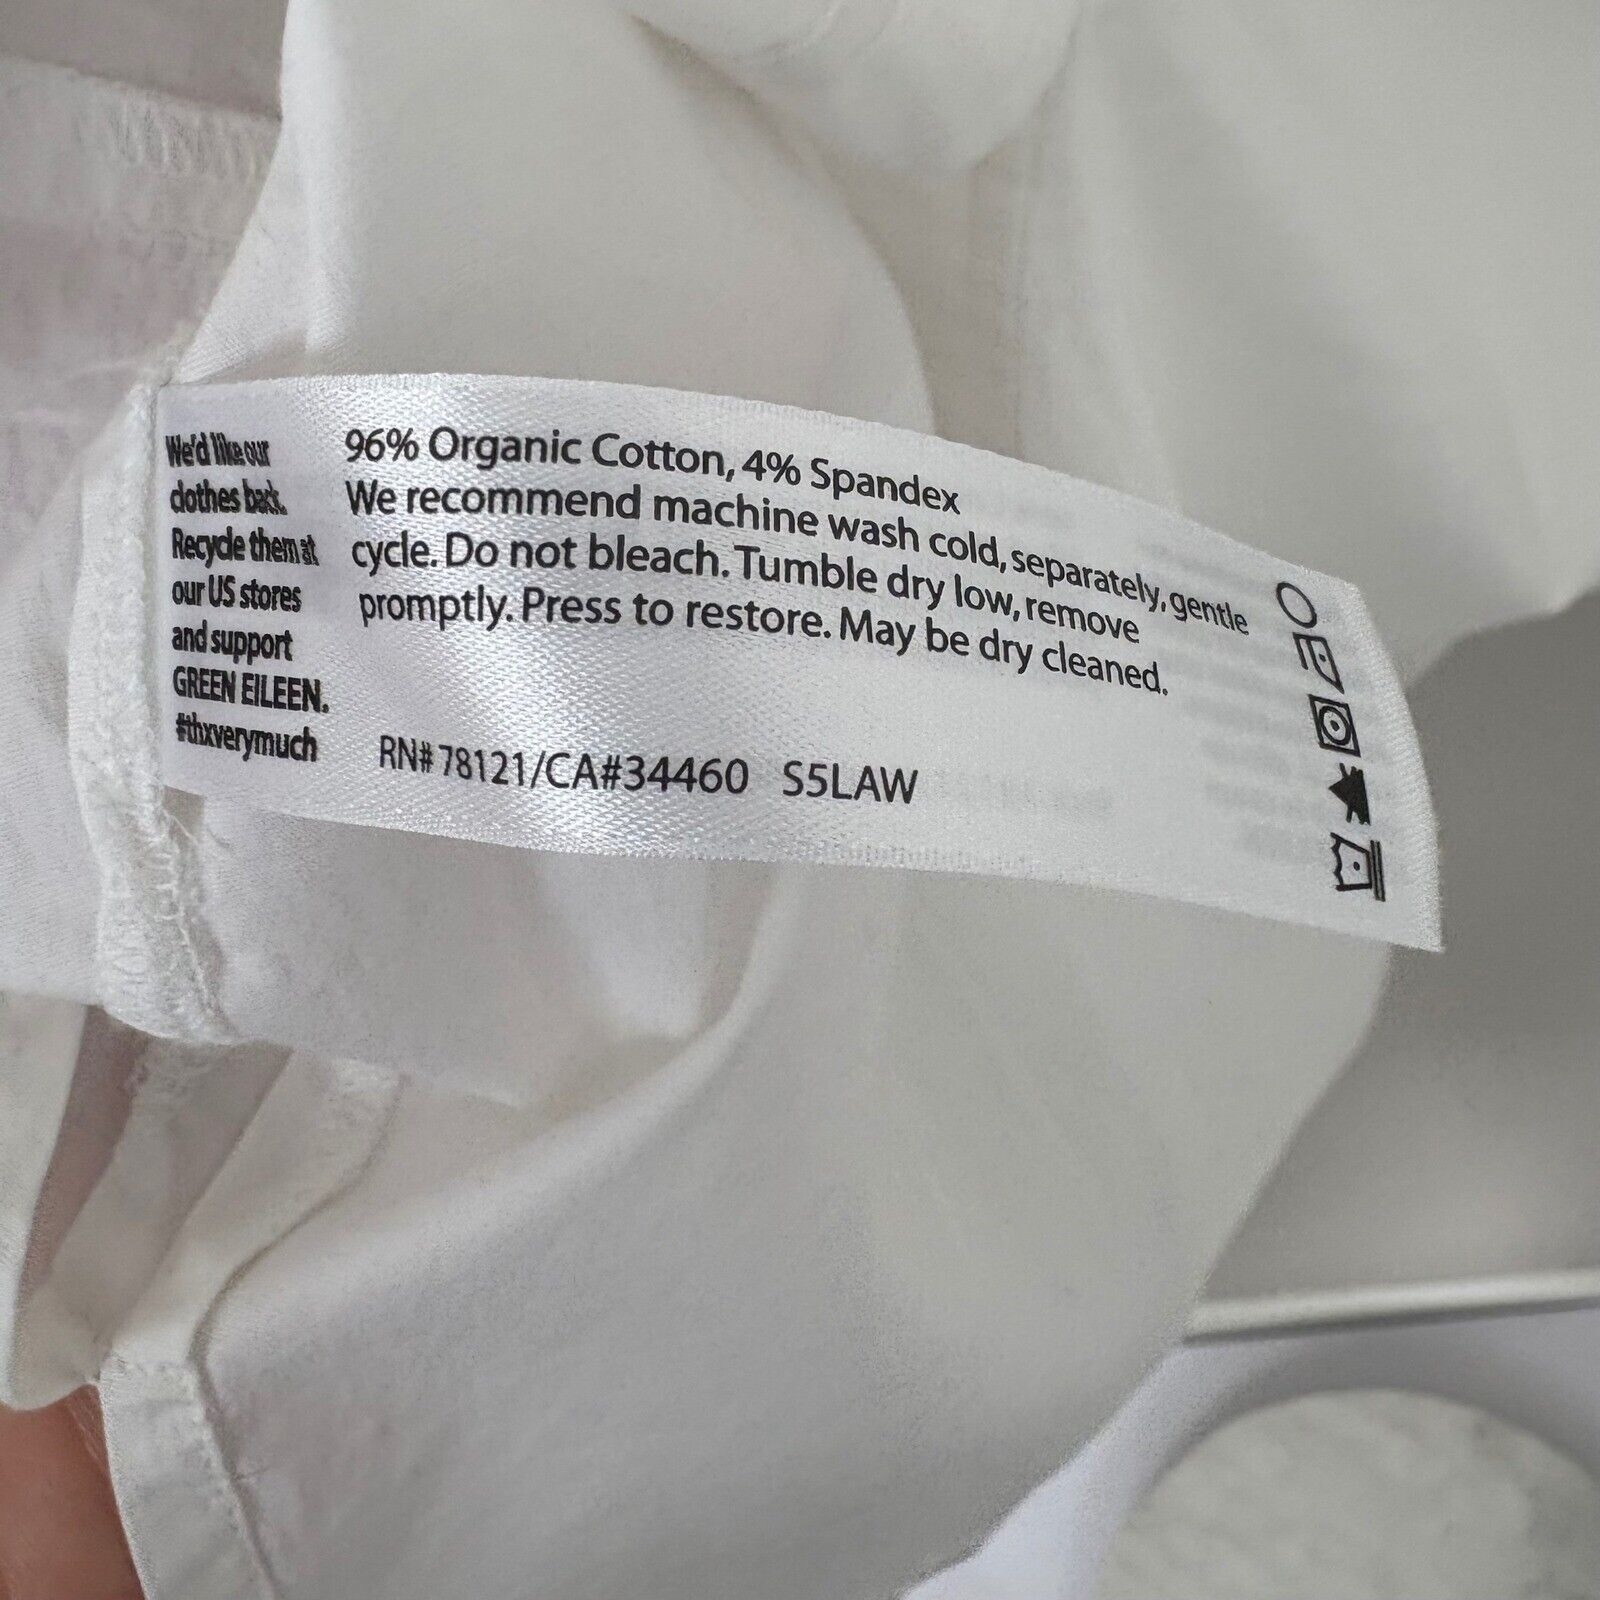 We'd like our
clothes back.
Recycle them at
our US stores
and support
GREEN EILEEN.
#thxverymuch
96% Organic Cotton, 4% Spandex
We recommend machine wash cold, separately, gentle
cycle. Do not bleach. Tumble dry low, remove
promptly. Press to restore. May be dry cleaned.
RN# 78121/CA#34460 S5LAW